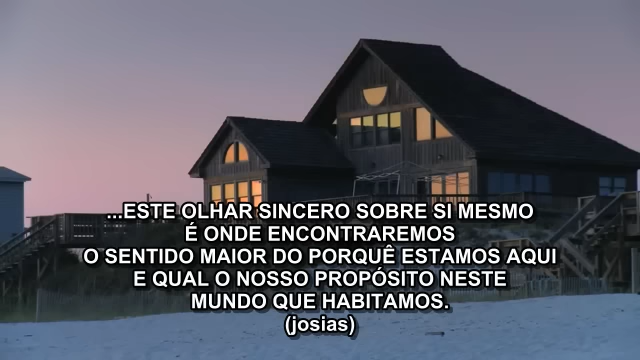 ...ESTE OLHAR SINCERO SOBRE SI MESMO
É ONDE ENCONTRAREMOS
O SENTIDO MAIOR DO PORQUÊ ESTAMOS AQUI
E QUAL O NOSSO PROPÓSITO NESTE
MUNDO QUE HABITAMOS.
(josias)